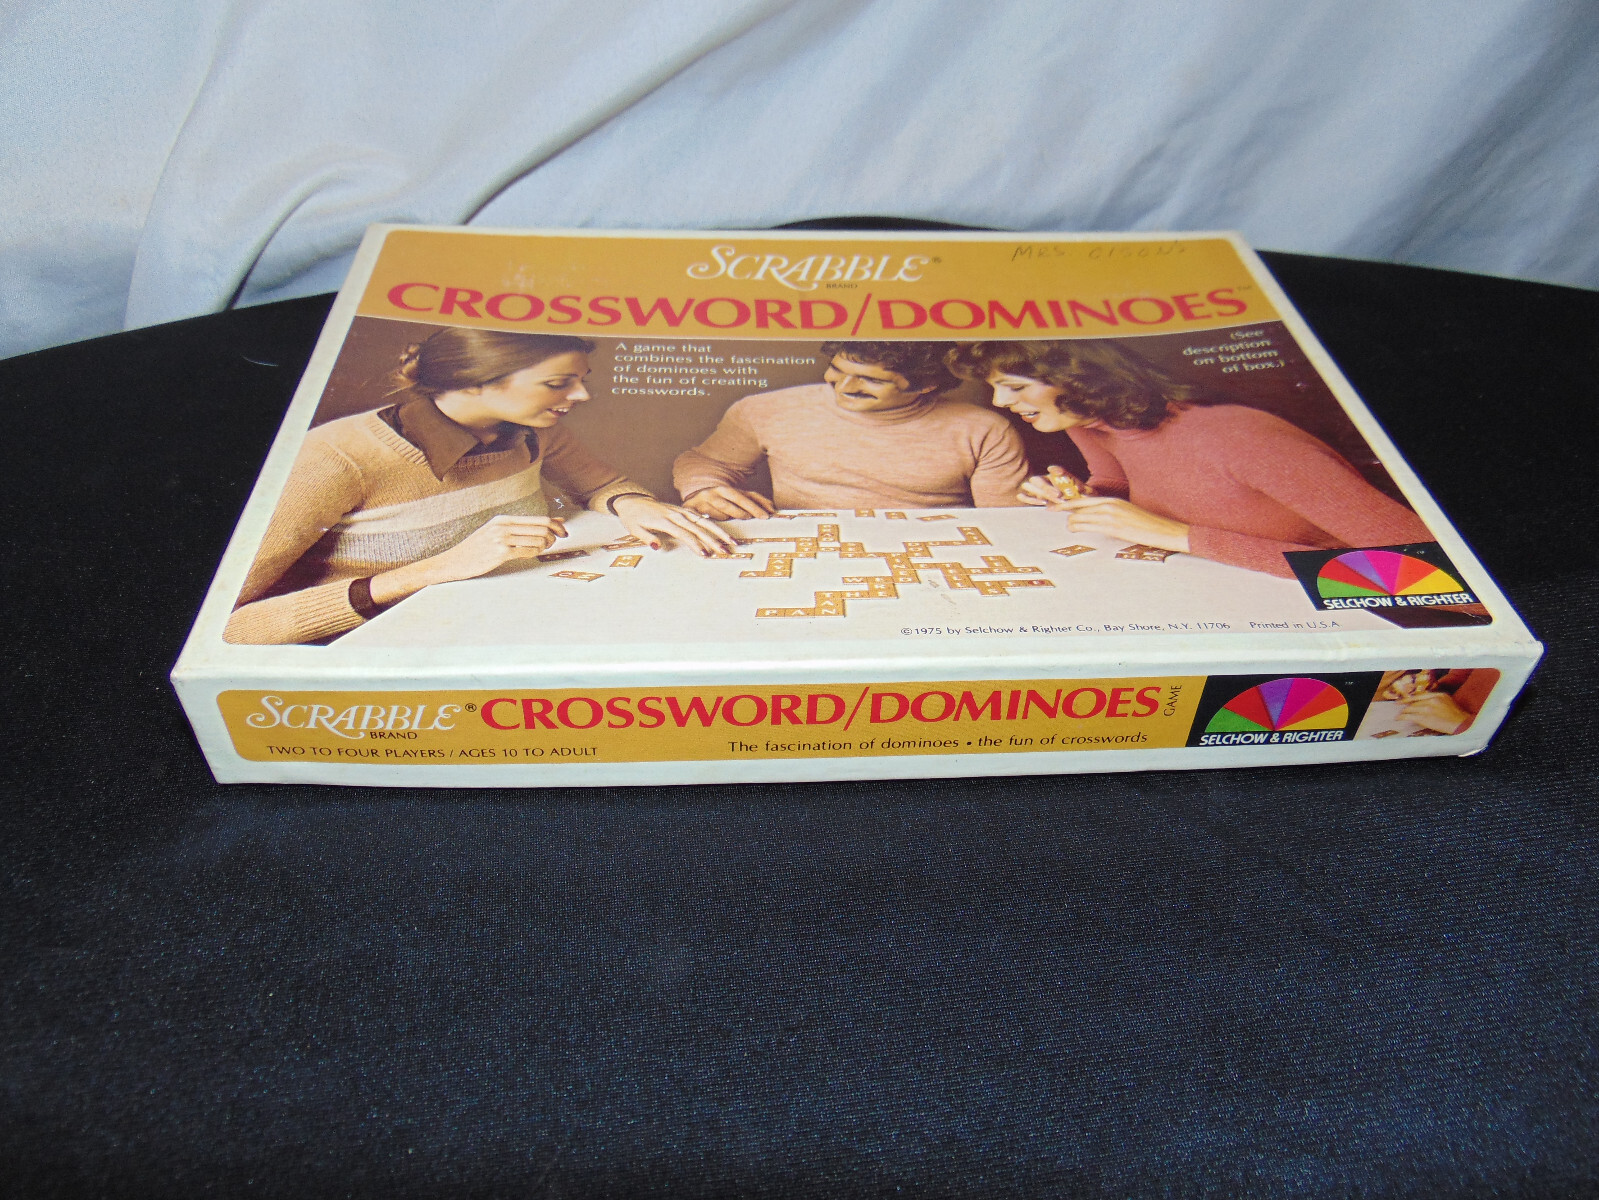 SCRABBLE®
BRAND
MRS. OLSON'S
CROSSWORD/DOMINOES™
A game that
combines the fascination
of dominoes with
the fun of creating
crosswords.
(See
description
on bottom
of box.)
SELCHOW & RIGHTER
©1975 by Selchow & Righter Co., Bay Shore, N.Y. 11706 Printed in U.S.A.
SCRABBLE® CROSSWORD/DOMINOES GAME
BRAND
TWO TO FOUR PLAYERS / AGES 10 TO ADULT
The fascination of dominoes • the fun of crosswords
SELCHOW & RIGHTER